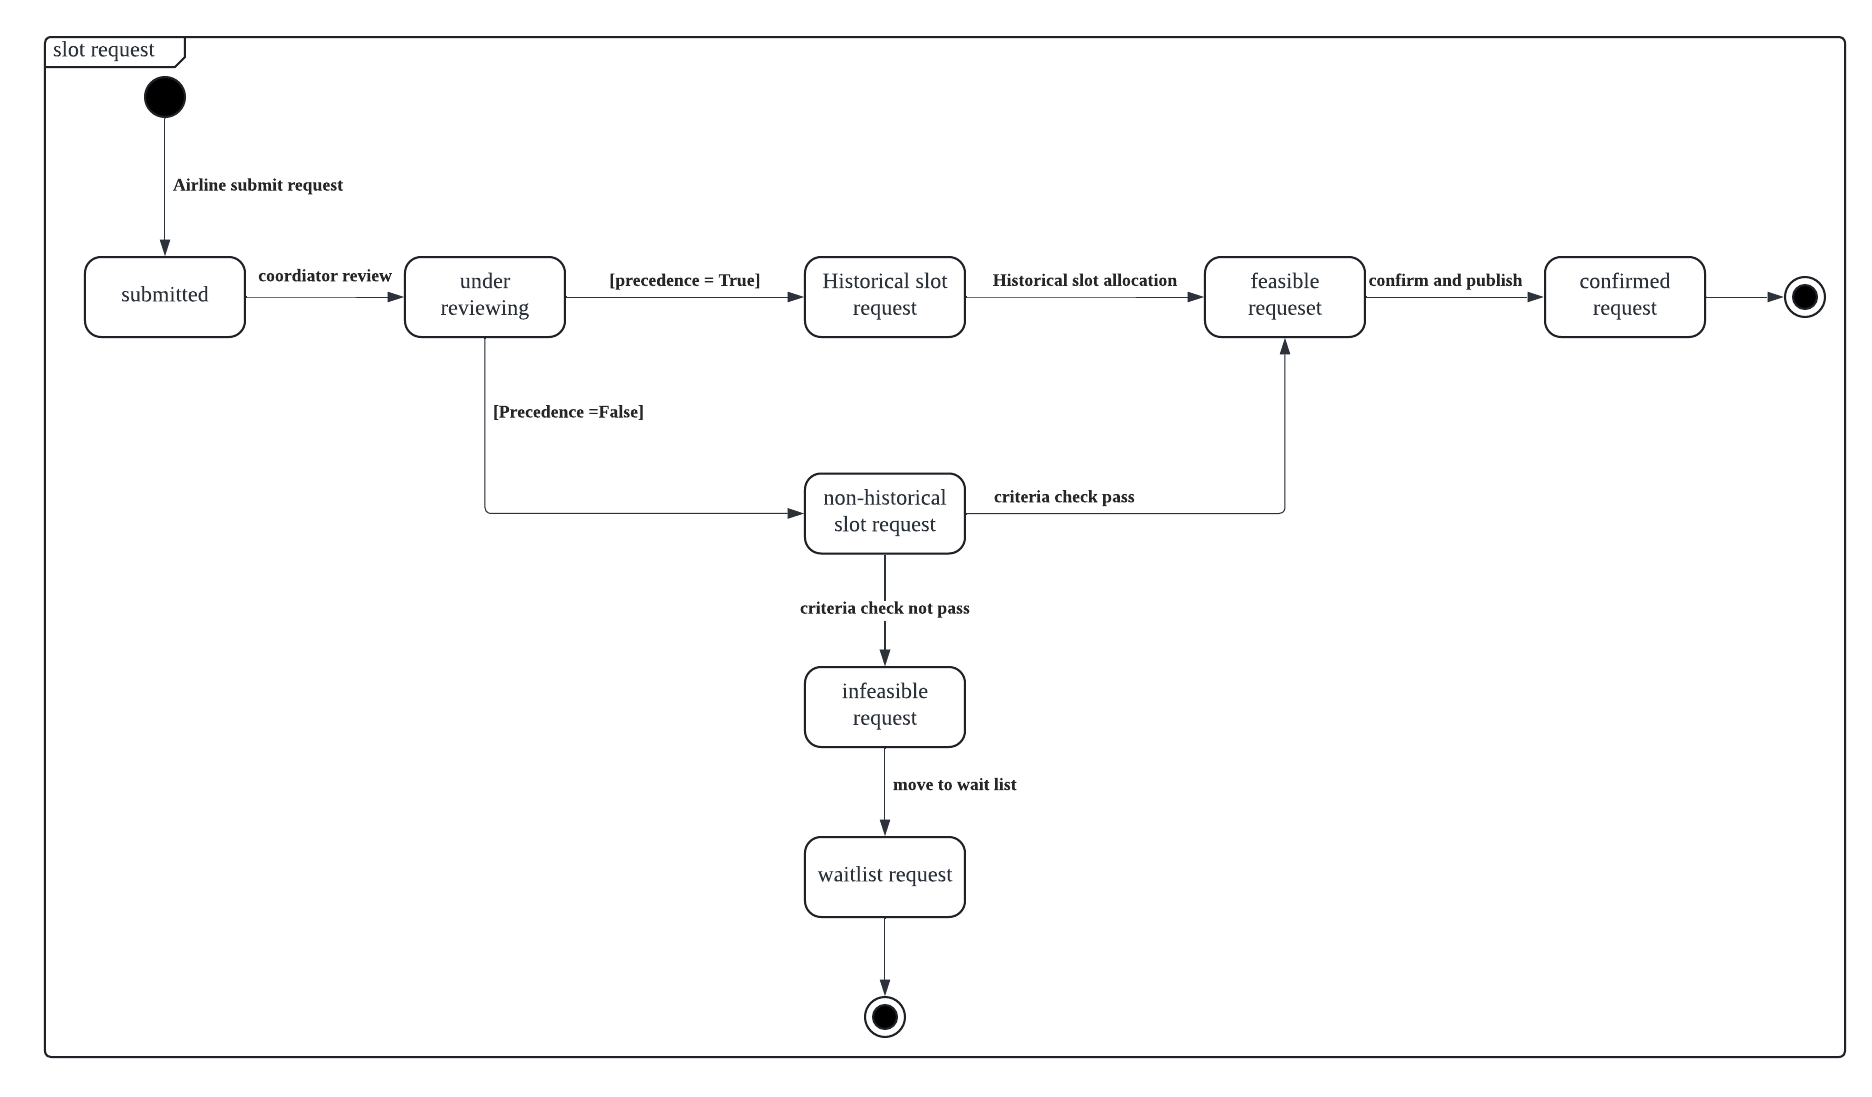 slot request
Airline submit request
submitted
coordiator review
under
reviewing
[precedence = True]
Historical slot
request
Historical slot allocation
feasible
requeset
confirm and publish
confirmed
request
[Precedence =False]
non-historical
slot request
criteria check pass
criteria check not pass
infeasible
request
move to wait list
waitlist request